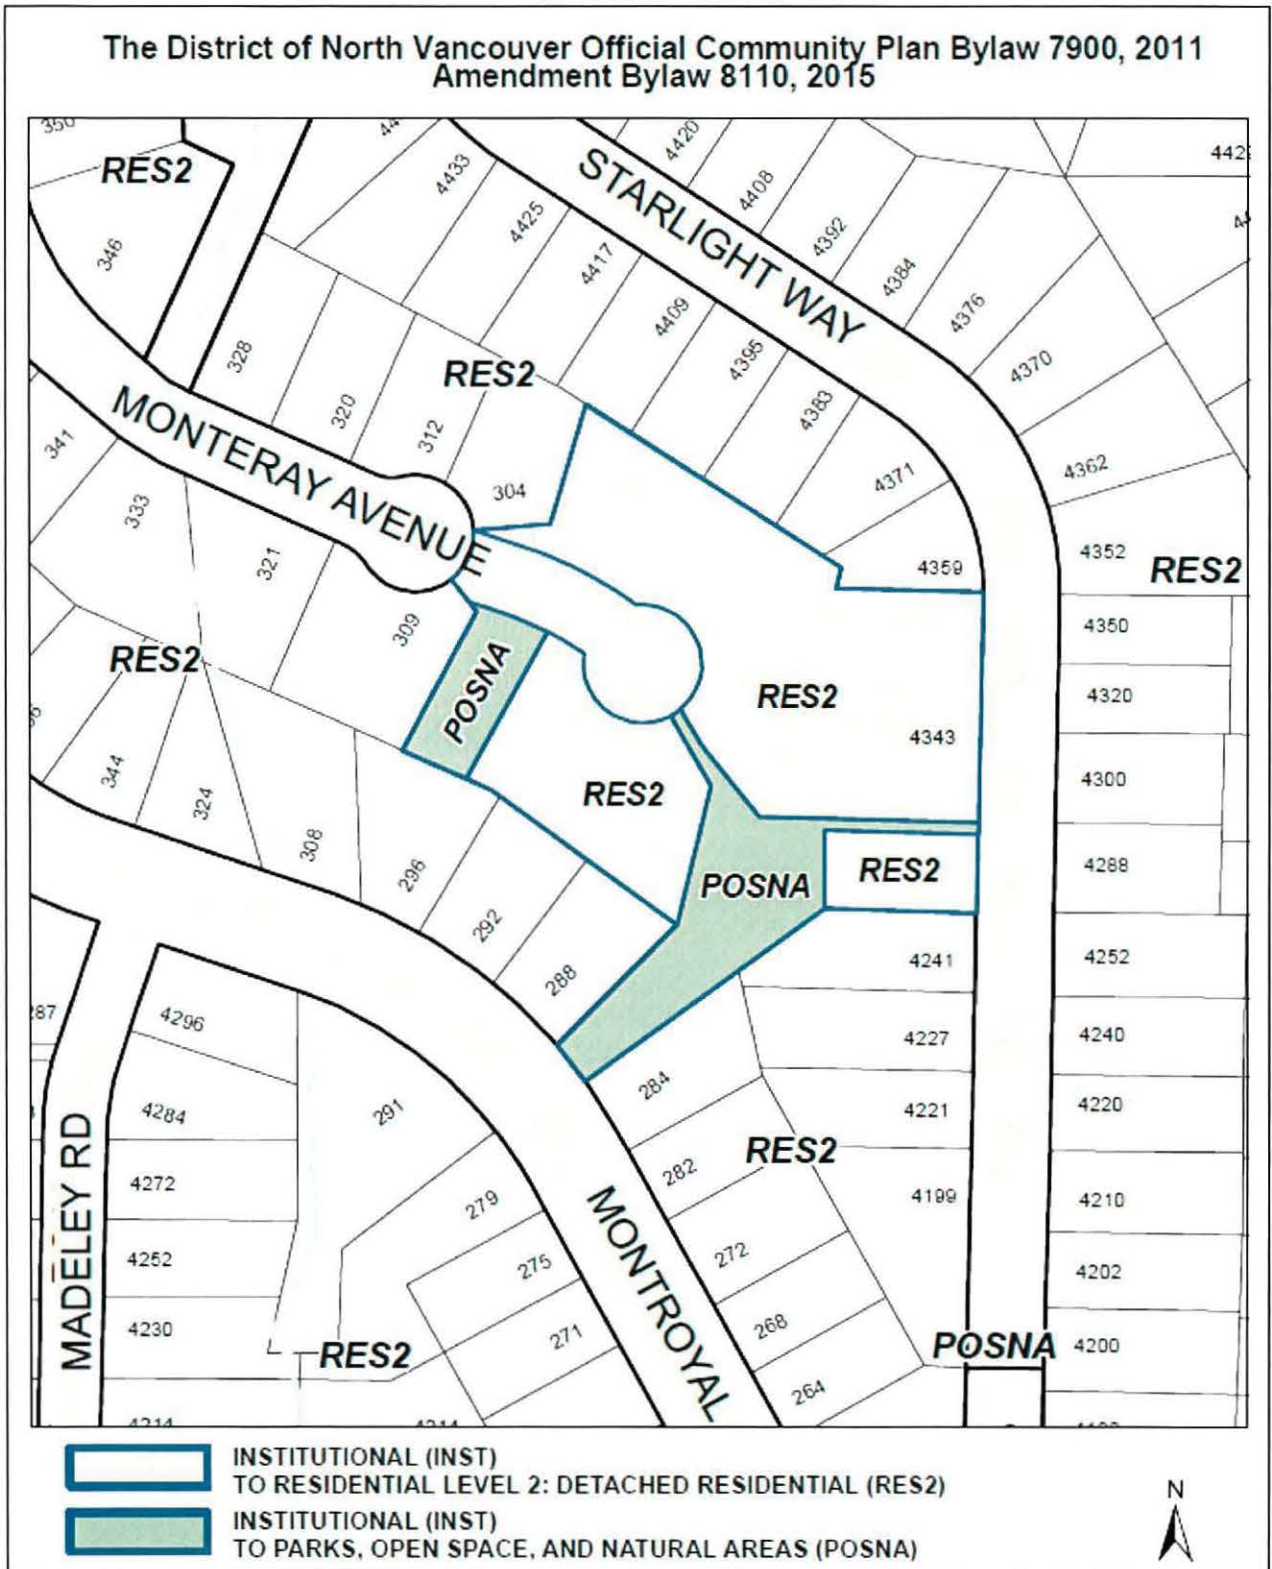 The District of North Vancouver Official Community Plan Bylaw 7900, 2011
Amendment Bylaw 8110, 2015
350
RES2
346
4433
4425
4417
4409
4395
4383
4371
4359
4343
4420
4408
4392
4384
4376
4370
4362
4352
4350
4320
4300
4288
4252
4240
4220
4210
4202
4200
STARLIGHT WAY
RES2
RES2
328
320
312
304
MONTERAY AVENUE
341
333
321
309
RES2
POSNA
RES2
RES2
POSNA
RES2
344
324
308
296
292
288
4241
4227
4221
4199
284
282
272
268
264
RES2
POSNA
287
4296
4284
4272
4252
4230
4214
MADELEY RD
291
279
275
271
RES2
MONTROYAL
INSTITUTIONAL (INST)
TO RESIDENTIAL LEVEL 2: DETACHED RESIDENTIAL (RES2)
INSTITUTIONAL (INST)
TO PARKS, OPEN SPACE, AND NATURAL AREAS (POSNA)
N